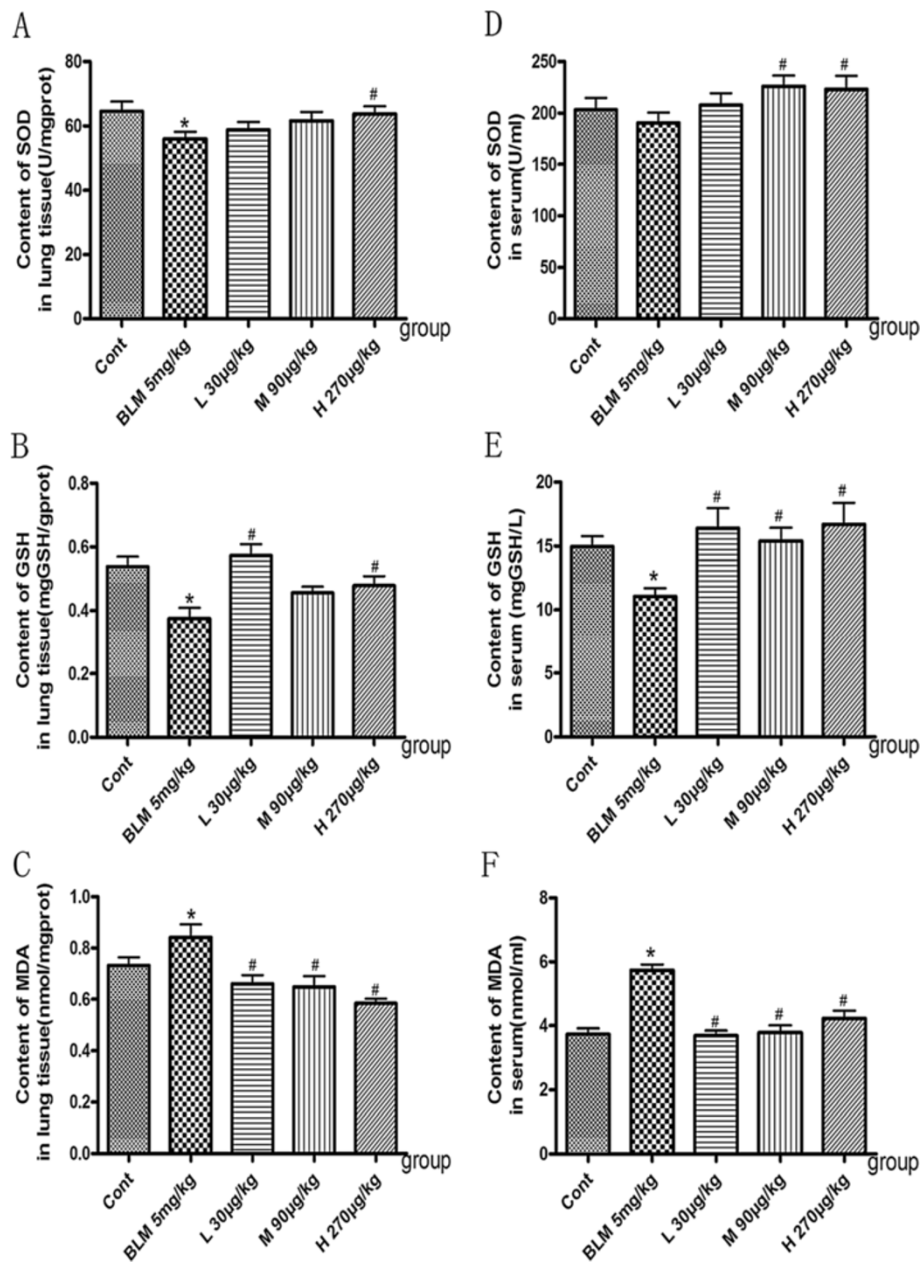 A
Content of SOD
in lung tissue(U/mgprot)
80
60
40
20
0
*
#
Cont
BLM 5mg/kg
L 30μg/kg
M 90μg/kg
H 270μg/kg
group
D
Content of SOD
in serum(U/ml)
250
200
150
100
50
0
#
#
Cont
BLM 5mg/kg
L 30μg/kg
M 90μg/kg
H 270μg/kg
group
B
Content of GSH
in lung tissue(mgGSH/gprot)
0.8
0.6
0.4
0.2
0.0
*
#
#
Cont
BLM 5mg/kg
L 30μg/kg
M 90μg/kg
H 270μg/kg
group
E
Content of GSH
in serum (mgGSH/L)
20
15
10
5
0
*
#
#
#
Cont
BLM 5mg/kg
L 30μg/kg
M 90μg/kg
H 270μg/kg
group
C
Content of MDA
in lung tissue(nmol/mgprot)
1.0
0.8
0.6
0.4
0.2
0.0
*
#
#
#
Cont
BLM 5mg/kg
L 30μg/kg
M 90μg/kg
H 270μg/kg
group
F
Content of MDA
in serum(nmol/ml)
8
6
4
2
0
*
#
#
#
Cont
BLM 5mg/kg
L 30μg/kg
M 90μg/kg
H 270μg/kg
group